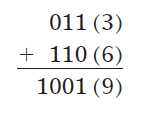 011 (3)
+ 110 (6)
1001 (9)